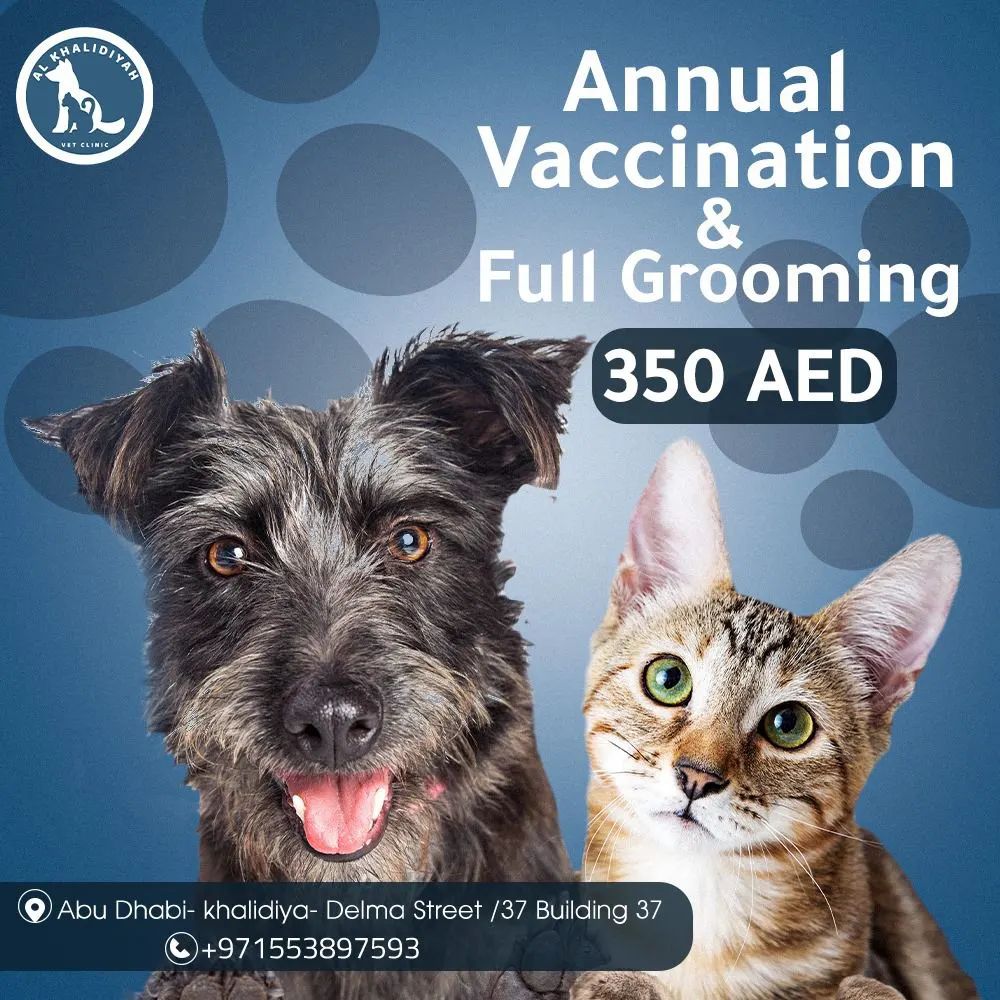 AL KHALIDIYAH
VET CLINIC
Annual
Vaccination
&
Full Grooming
350 AED
Abu Dhabi- khalidiya- Delma Street /37 Building 37
+971553897593